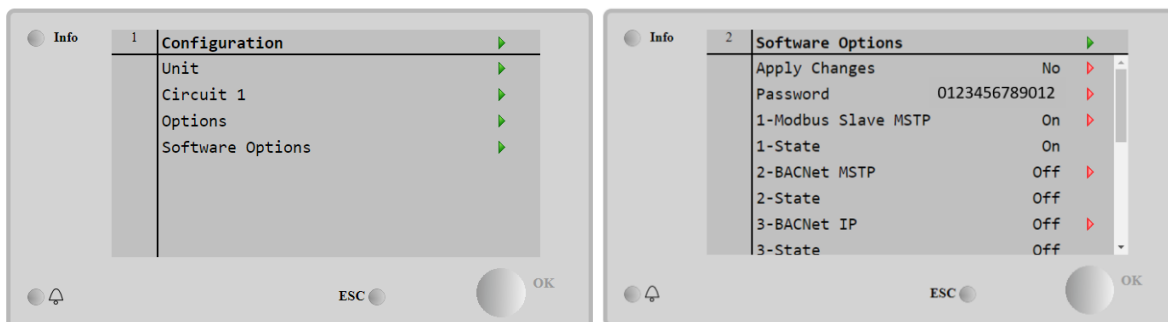 Info
1 Configuration
Unit
Circuit 1
Options
Software Options
ESC
OK
Info
2 Software Options
Apply Changes No
Password 0123456789012
1-Modbus Slave MSTP On
1-State On
2-BACNet MSTP Off
2-State Off
3-BACNet IP Off
3-State Off
ESC
OK